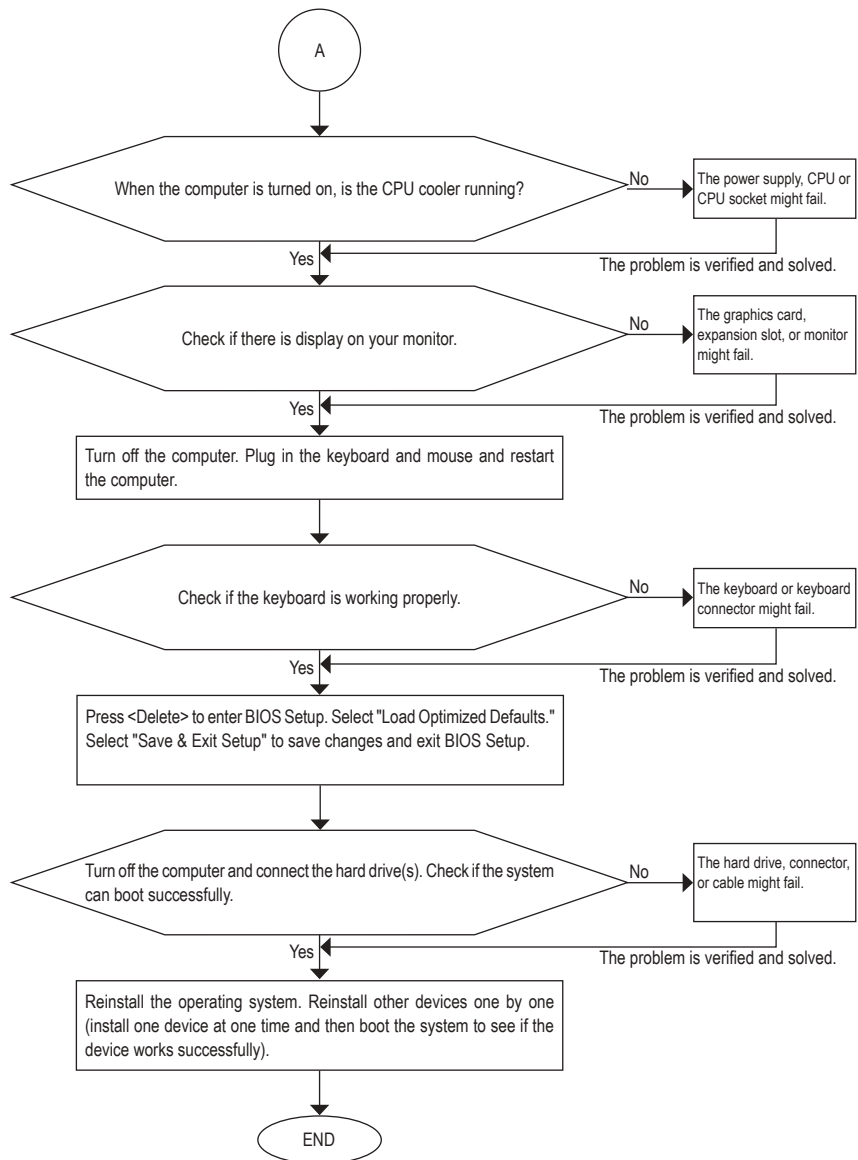 A
When the computer is turned on, is the CPU cooler running?
No
The power supply, CPU or
CPU socket might fail.
Yes
The problem is verified and solved.
Check if there is display on your monitor.
No
The graphics card,
expansion slot, or monitor
might fail.
Yes
The problem is verified and solved.
Turn off the computer. Plug in the keyboard and mouse and restart
the computer.
Check if the keyboard is working properly.
No
The keyboard or keyboard
connector might fail.
Yes
The problem is verified and solved.
Press <Delete> to enter BIOS Setup. Select "Load Optimized Defaults."
Select "Save & Exit Setup" to save changes and exit BIOS Setup.
Turn off the computer and connect the hard drive(s). Check if the system
can boot successfully.
No
The hard drive, connector,
or cable might fail.
Yes
The problem is verified and solved.
Reinstall the operating system. Reinstall other devices one by one
(install one device at one time and then boot the system to see if the
device works successfully).
END